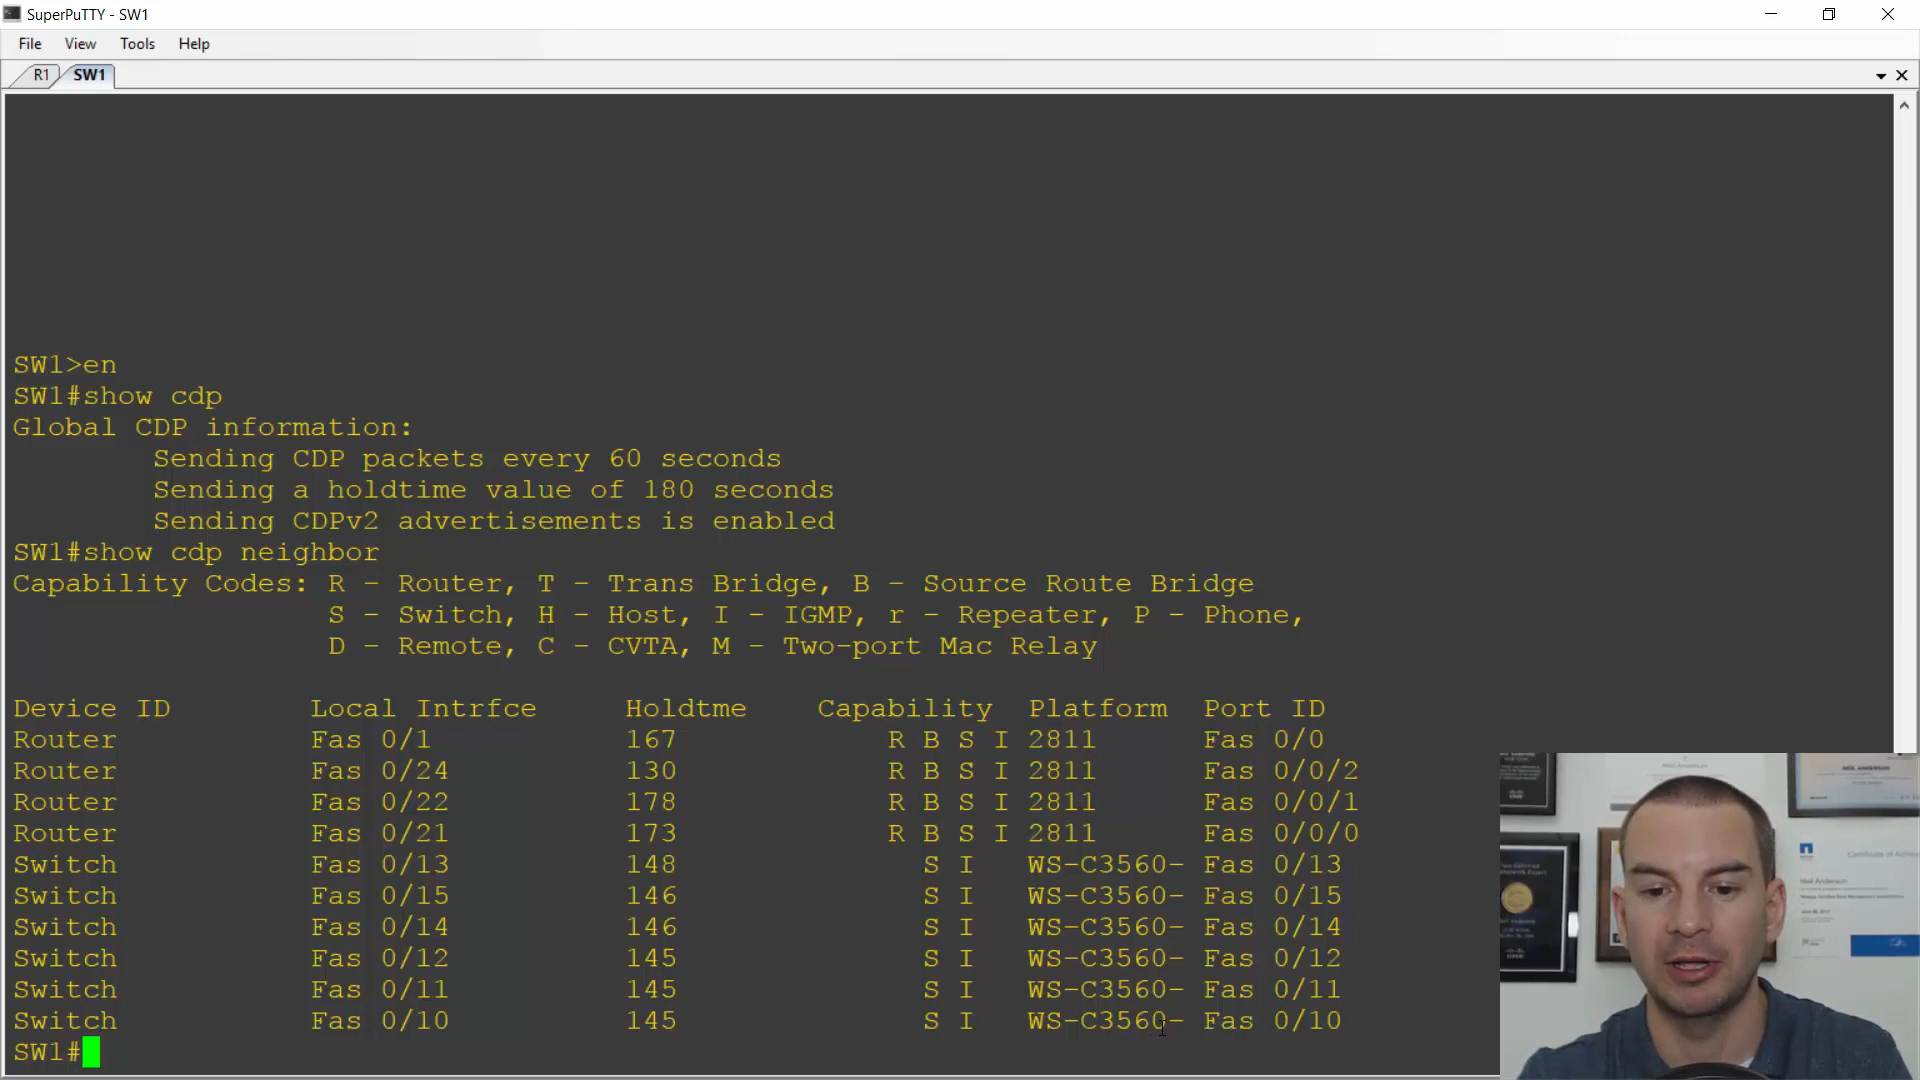 SuperPuTTY - SW1
File View Tools Help
R1 SW1
SW1>en
SW1#show cdp
Global CDP information:
Sending CDP packets every 60 seconds
Sending a holdtime value of 180 seconds
Sending CDPv2 advertisements is enabled
SW1#show cdp neighbor
Capability Codes: R - Router, T - Trans Bridge, B - Source Route Bridge
S - Switch, H - Host, I - IGMP, r - Repeater, P - Phone,
D - Remote, C - CVTA, M - Two-port Mac Relay
Device ID Local Intrfce Holdtme Capability Platform Port ID
Router Fas 0/1 167 R B S I 2811 Fas 0/0
Router Fas 0/24 130 R B S I 2811 Fas 0/0/2
Router Fas 0/22 178 R B S I 2811 Fas 0/0/1
Router Fas 0/21 173 R B S I 2811 Fas 0/0/0
Switch Fas 0/13 148 S I WS-C3560- Fas 0/13
Switch Fas 0/15 146 S I WS-C3560- Fas 0/15
Switch Fas 0/14 146 S I WS-C3560- Fas 0/14
Switch Fas 0/12 145 S I WS-C3560- Fas 0/12
Switch Fas 0/11 145 S I WS-C3560- Fas 0/11
Switch Fas 0/10 145 S I WS-C3560- Fas 0/10
SW1#